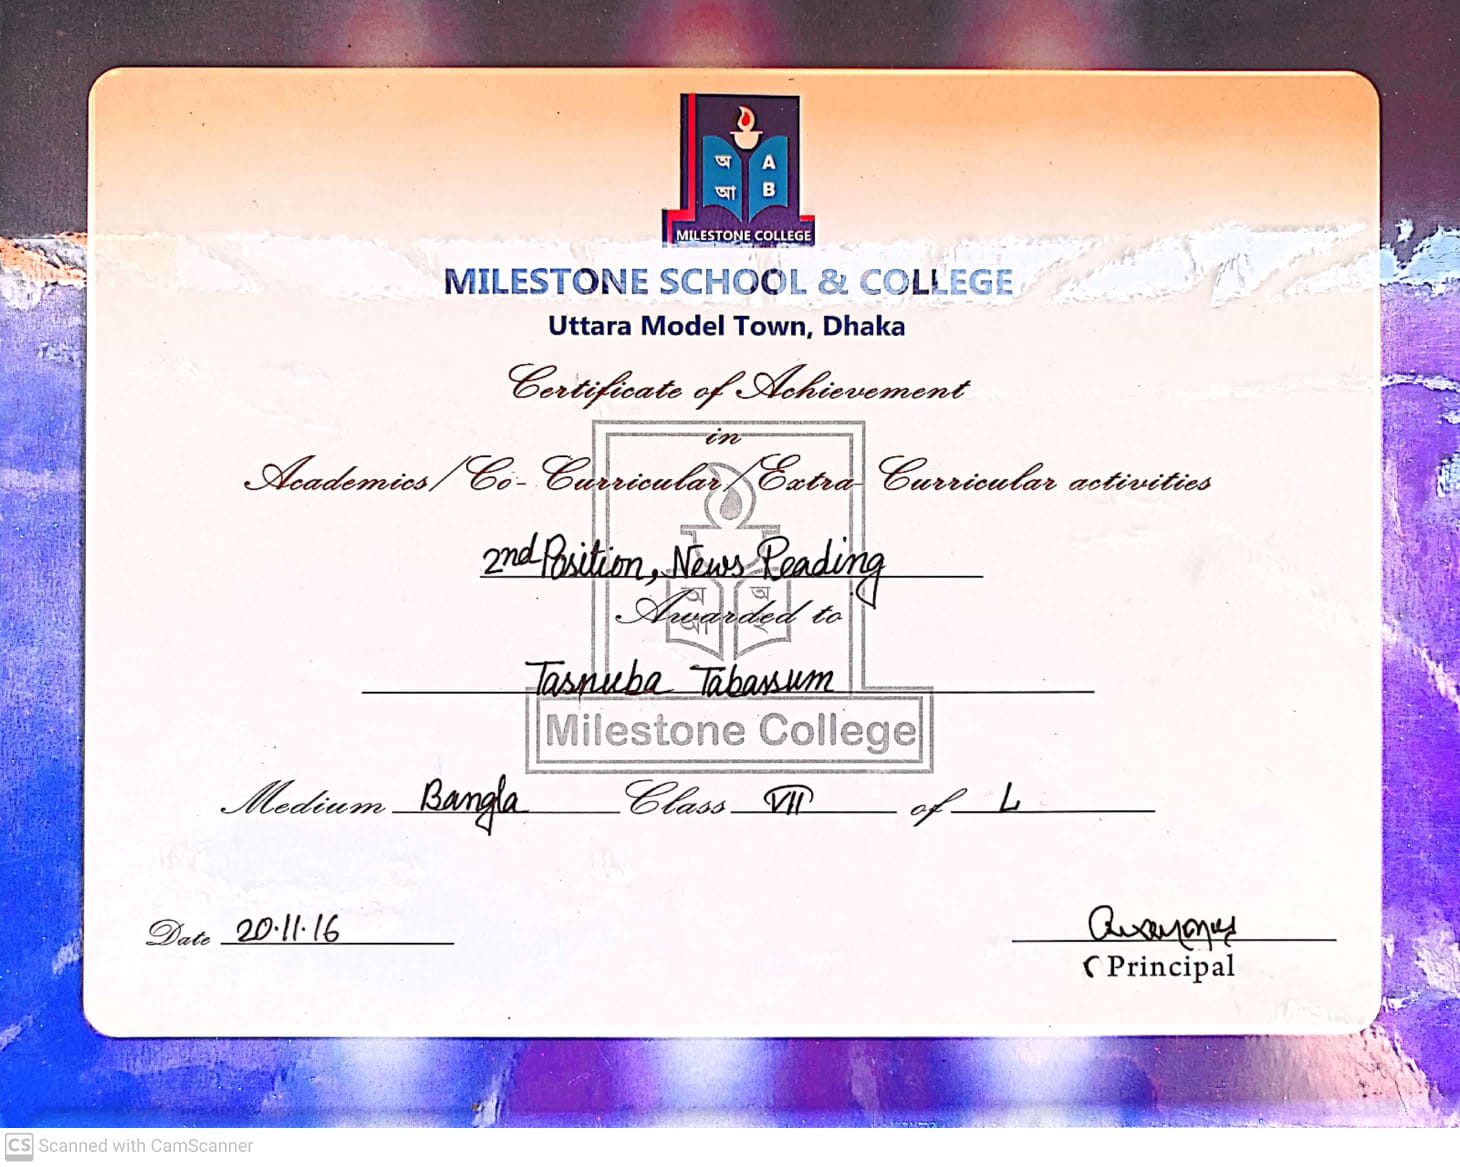 অ A
আ B
MILESTONE COLLEGE
MILESTONE SCHOOL & COLLEGE
Uttara Model Town, Dhaka
Certificate of Achievement
in
Academics/Co- Curricular/Extra- Curricular activities
2nd Position, News Reading
অ অ
Awarded to
আ
Tasnuba Tabassum
Milestone College
Medium Bangla Class VII of L
Date 20.11.16
Principal
CS Scanned with CamScanner